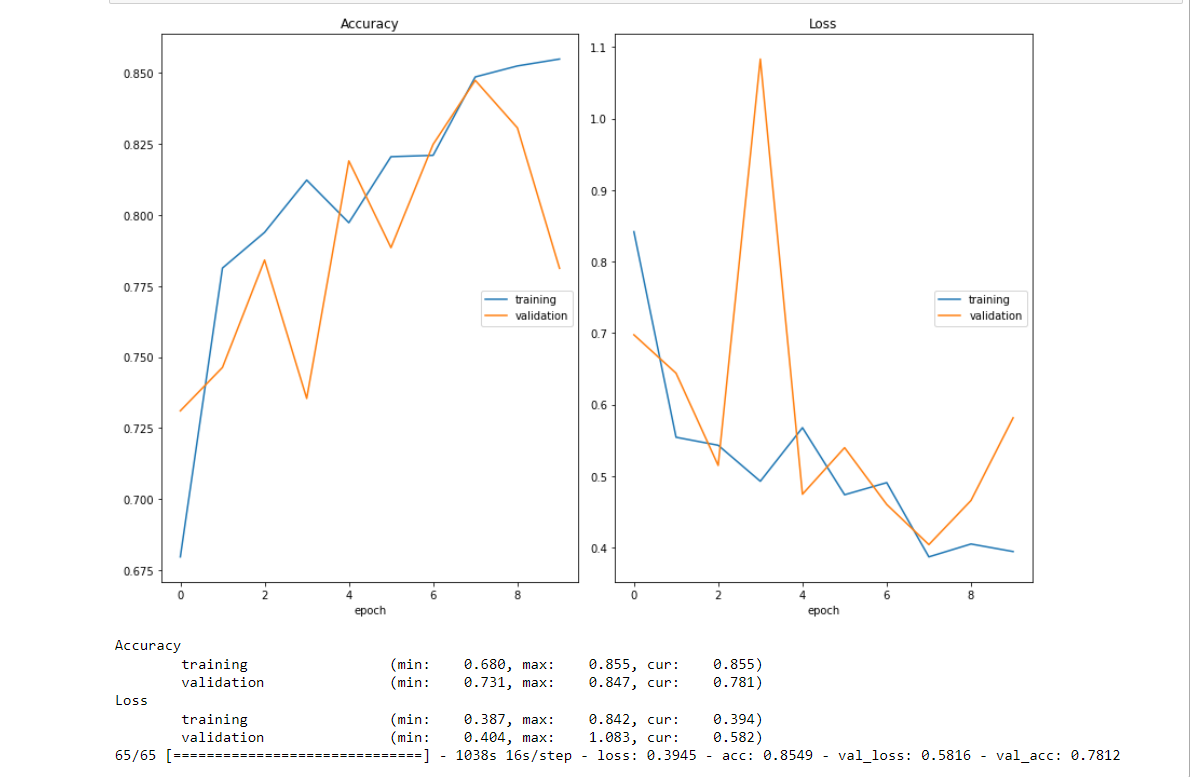 Accuracy
0.850
0.825
0.800
0.775
0.750
0.725
0.700
0.675
0 2 4 6 8
epoch
training
validation
Loss
1.1
1.0
0.9
0.8
0.7
0.6
0.5
0.4
0 2 4 6 8
epoch
training
validation
Accuracy
training (min: 0.680, max: 0.855, cur: 0.855)
validation (min: 0.731, max: 0.847, cur: 0.781)
Loss
training (min: 0.387, max: 0.842, cur: 0.394)
validation (min: 0.404, max: 1.083, cur: 0.582)
65/65 [==============================] - 1038s 16s/step - loss: 0.3945 - acc: 0.8549 - val_loss: 0.5816 - val_acc: 0.7812